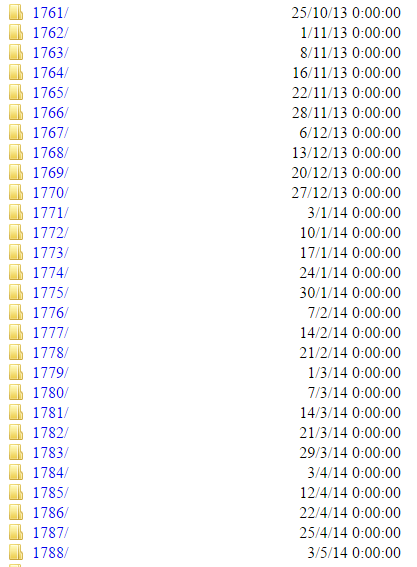 1761/ 25/10/13 0:00:00
1762/ 1/11/13 0:00:00
1763/ 8/11/13 0:00:00
1764/ 16/11/13 0:00:00
1765/ 22/11/13 0:00:00
1766/ 28/11/13 0:00:00
1767/ 6/12/13 0:00:00
1768/ 13/12/13 0:00:00
1769/ 20/12/13 0:00:00
1770/ 27/12/13 0:00:00
1771/ 3/1/14 0:00:00
1772/ 10/1/14 0:00:00
1773/ 17/1/14 0:00:00
1774/ 24/1/14 0:00:00
1775/ 30/1/14 0:00:00
1776/ 7/2/14 0:00:00
1777/ 14/2/14 0:00:00
1778/ 21/2/14 0:00:00
1779/ 1/3/14 0:00:00
1780/ 7/3/14 0:00:00
1781/ 14/3/14 0:00:00
1782/ 21/3/14 0:00:00
1783/ 29/3/14 0:00:00
1784/ 3/4/14 0:00:00
1785/ 12/4/14 0:00:00
1786/ 22/4/14 0:00:00
1787/ 25/4/14 0:00:00
1788/ 3/5/14 0:00:00